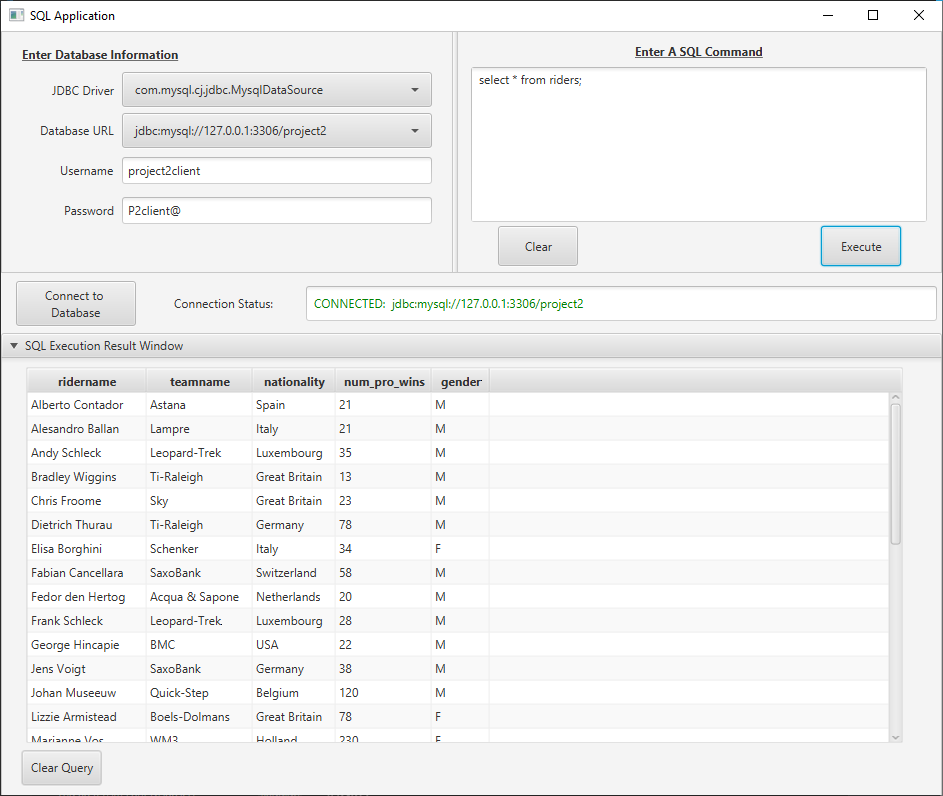 SQL Application
Enter Database Information
JDBC Driver com.mysql.cj.jdbc.MysqlDataSource
Database URL jdbc:mysql://127.0.0.1:3306/project2
Username project2client
Password P2client@
Enter A SQL Command
select * from riders;
Clear Execute
Connect to
Database
Connection Status: CONNECTED: jdbc:mysql://127.0.0.1:3306/project2
SQL Execution Result Window
ridername teamname nationality num_pro_wins gender
Alberto Contador Astana Spain 21 M
Alesandro Ballan Lampre Italy 21 M
Andy Schleck Leopard-Trek Luxembourg 35 M
Bradley Wiggins Ti-Raleigh Great Britain 13 M
Chris Froome Sky Great Britain 23 M
Dietrich Thurau Ti-Raleigh Germany 78 M
Elisa Borghini Schenker Italy 34 F
Fabian Cancellara SaxoBank Switzerland 58 M
Fedor den Hertog Acqua & Sapone Netherlands 20 M
Frank Schleck Leopard-Trek Luxembourg 28 M
George Hincapie BMC USA 22 M
Jens Voigt SaxoBank Germany 38 M
Johan Museeuw Quick-Step Belgium 120 M
Lizzie Armistead Boels-Dolmans Great Britain 78 F
Marianne Vos WM3 Holland 230 F
Clear Query